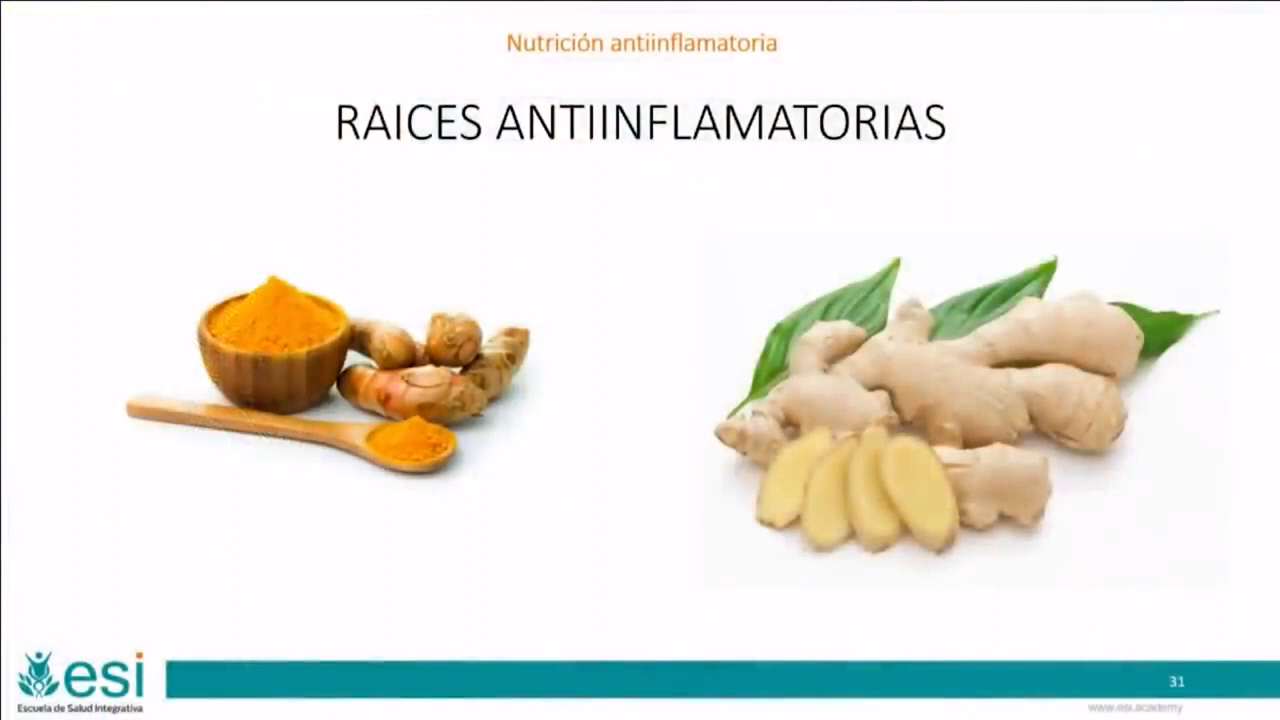 Nutrición antiinflamatoria
RAICES ANTIINFLAMATORIAS
esi
Escuela de Salud Integrativa
31
www.esi.academy